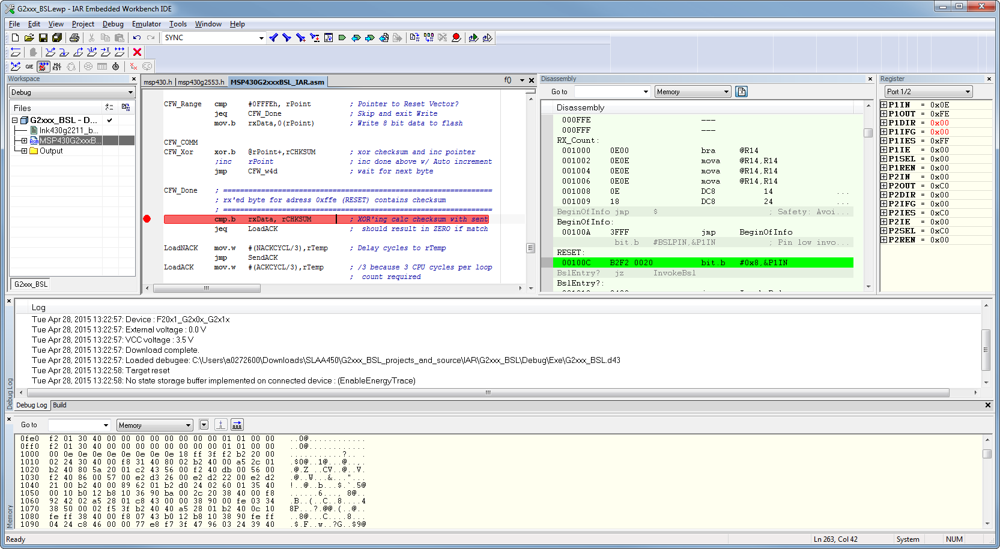 G2xxx_BSL.ewp - IAR Embedded Workbench IDE
File Edit View Project Debug Emulator Tools Window Help
SYNC
GIE HW RST
Workspace
Debug
Files
G2xxx_BSL - D...
lnk430g2211_b...
MSP430G2xxxB...
Output
G2xxx_BSL
msp430.h msp430g2553.h MSP430G2xxxBSL_IAR.asm f()
CFW_Range cmp #0FFFEh, rPoint ; Pointer to Reset Vector?
jeq CFW_Done ; Skip and exit Write
mov.b rxData,0(rPoint) ; Write 8 bit data to flash
CFW_COMM
CFW_Xor xor.b @rPoint+,rCHKSUM ; xor checksum and inc pointer
;inc rPoint ; inc done above w/ Auto increment
jmp CFW_w4d ; wait for next byte
CFW_Done ; ================================================================
; rx'ed byte for adress 0xffe (RESET) contains checksum
; ================================================================
cmp.b rxData, rCHKSUM ; XOR'ing calc checksum with sent
jeq LoadACK ; should result in ZERO if match
LoadNACK mov.w #(NACKCYCL/3),rTemp ; Delay cycles to rTemp
jmp SendACK
LoadACK mov.w #(ACKCYCL/3),rTemp ; /3 because 3 CPU cycles per loop
; count required
Disassembly
Go to Memory
Disassembly
000FFE ---
000FFF ---
RX_Count:
001000 0E00 bra @R14
001002 0E0E mova @R14,R14
001004 0E0E mova @R14,R14
001006 0E0E mova @R14,R14
001008 0E DC8 14 ...
001009 18 DC8 24 ...
BeginOfInfo jmp $ ; Safety: Avoi...
BeginOfInfo:
00100A 3FFF jmp BeginOfInfo
bit.b #BSLPIN,&P1IN ; Pin low invo...
RESET:
00100C B2F2 0020 bit.b #0x8,&P1IN
BslEntry? jz InvokeBsl
BslEntry?:
Register
Port 1/2
P1IN = 0x0E
P1OUT = 0xFE
P1DIR = 0x00
P1IFG = 0x00
P1IES = 0xFF
P1IE = 0x00
P1SEL = 0x00
P1REN = 0x00
P2IN = 0x00
P2OUT = 0xC0
P2DIR = 0x00
P2IFG = 0x00
P2IES = 0xC0
P2IE = 0x00
P2SEL = 0xC0
P2REN = 0x00
Log
Tue Apr 28, 2015 13:22:57: Device : F20x1_G2x0x_G2x1x
Tue Apr 28, 2015 13:22:57: External voltage : 0.0 V
Tue Apr 28, 2015 13:22:57: VCC voltage : 3.5 V
Tue Apr 28, 2015 13:22:57: Download complete.
Tue Apr 28, 2015 13:22:57: Loaded debugee: C:\Users\a0272600\Downloads\SLAA450\G2xxx_BSL_projects_and_source\IAR\G2xxx_BSL\Debug\Exe\G2xxx_BSL.d43
Tue Apr 28, 2015 13:22:58: Target reset
Tue Apr 28, 2015 13:22:58: No state storage buffer implemented on connected device : (EnableEnergyTrace)
Debug Log
Debug Log Build
Go to Memory
0fe0 f2 01 30 40 00 00 00 00 00 00 00 00 01 01 00 00 ..0@............
0ff0 f2 01 30 40 00 00 00 00 00 00 00 00 01 01 00 00 ..0@............
1000 00 0e 0e 0e 0e 0e 0e 0e 18 ff 3f f2 b2 20 00 ...........?.. .
1010 02 24 30 40 00 f8 31 40 80 02 b2 40 00 a5 2c 01 .$0@..1@...@..,.
1020 b2 40 80 5a 20 01 c2 43 56 00 f2 40 db 00 56 00 .@.Z ..CV..@..V.
1030 f2 40 86 00 57 00 e2 d3 26 00 e2 d2 22 00 e2 d2 .@..W...&..."...
1040 21 00 b2 40 00 89 62 01 b2 d0 24 02 60 01 35 40 !..@..b...$.`.5@
1050 00 10 b0 12 b8 10 36 90 ba 00 2c 20 38 40 00 f8 ......6..., 8@..
1060 92 42 02 a5 28 01 c8 43 00 00 38 90 00 fe 03 34 .B..(..C..8....4
1070 38 50 00 02 f5 3f b2 40 40 a5 28 01 b2 40 0c 10 8P...?.@@.(..@..
1080 fe ff 38 40 00 f8 07 43 b0 12 b8 10 38 90 fe ff ..8@...C....8...
1090 04 24 c8 46 00 00 77 e8 f7 3f 47 96 03 24 39 40 .$.F..w..?G..$9@
Memory
Ready Ln 263, Col 42 System NUM